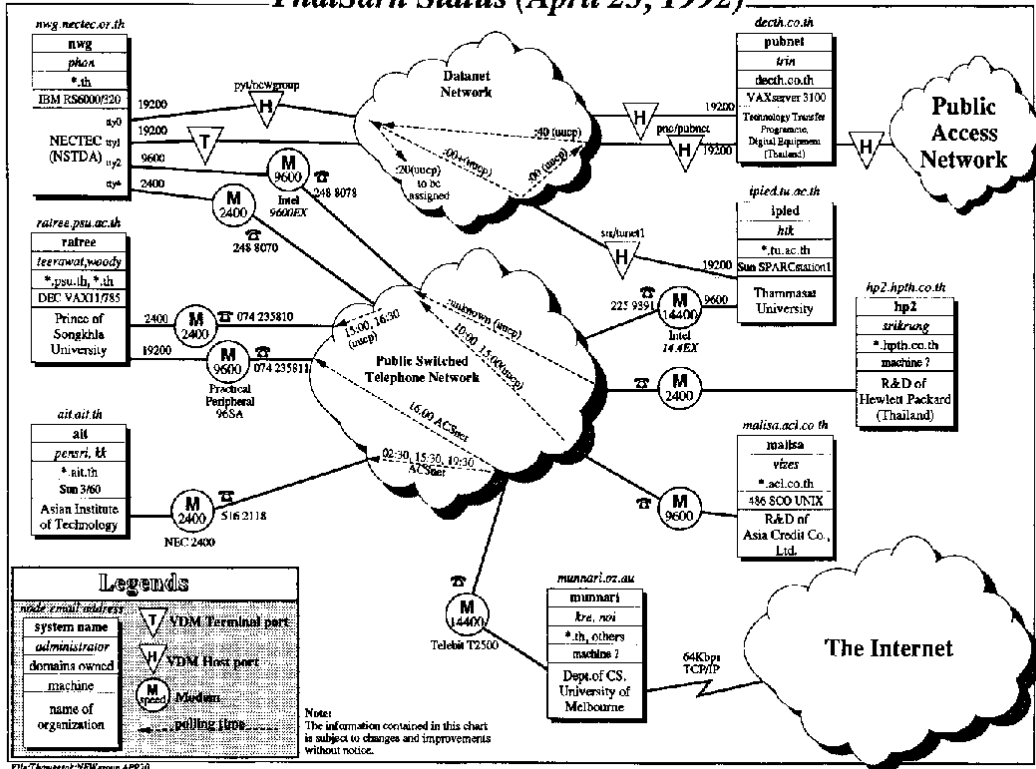 ThaiSarn Status (April 23, 1992)
nwg.nectec.or.th
nwg
phon
*.th
IBM RS6000/320
NECTEC
(NSTDA)
tty0
tty1
tty2
19200
19200
9600
2400
pyt/newgroup
H
T
M
9600
Intel
9600EX
248 8078
M
2400
248 8070
Datanet
Network
:40 (uucp)
:00+(uucp)
:00 (uucp)
:20(uucp)
to be
assigned
H
19200
pnc/pubnet
H
19200
decth.co.th
pubnet
trin
decth.co.th
VAXserver 3100
Technology Transfer
Programme,
Digital Equipment
(Thailand)
H
Public
Access
Network
ratree.psu.ac.th
ratree
teerawat,woody
*.psu.th, *.th
DEC VAX11/785
Prince of
Songkhla
University
2400
M
2400
074 235810
19200
M
9600
074 235811
Practical
Peripheral
96SA
Public Switched
Telephone Network
15:00, 16:30
(uucp)
unknown (uucp)
10:00, 15:00(uucp)
16:00 ACSnet
02:30, 15:30, 19:30
ACSnet
H
19200
ipied.tu.ac.th
ipied
htk
*.tu.ac.th
Sun SPARCstation1
Thammasat
University
225 9391
M
14400
9600
Intel
14.4EX
hp2.hpth.co.th
hp2
srikrung
*.hpth.co.th
machine ?
R&D of
Hewlett Packard
(Thailand)
M
2400
ait.ait.th
ait
pensri, kk
*.ait.th
Sun 3/60
Asian Institute
of Technology
M
2400
516 2118
NEC 2400
malisa.acl.co th
malisa
vizes
*.acl.co.th
486 SCO UNIX
R&D of
Asia Credit Co.,
Ltd.
M
9600
M
14400
Telebit T2500
munnari.oz.au
munnari
kre, noi
*.th, others
machine ?
Dept.of CS.
University of
Melbourne
64Kbps
TCP/IP
The Internet
Legends
node email address
system name
administrator
domains owned
machine
name of
organization
T
VDM Terminal port
H
VDM Host port
M
speed
Modem
polling time
Note:
The information contained in this chart
is subject to changes and improvements
without notice.